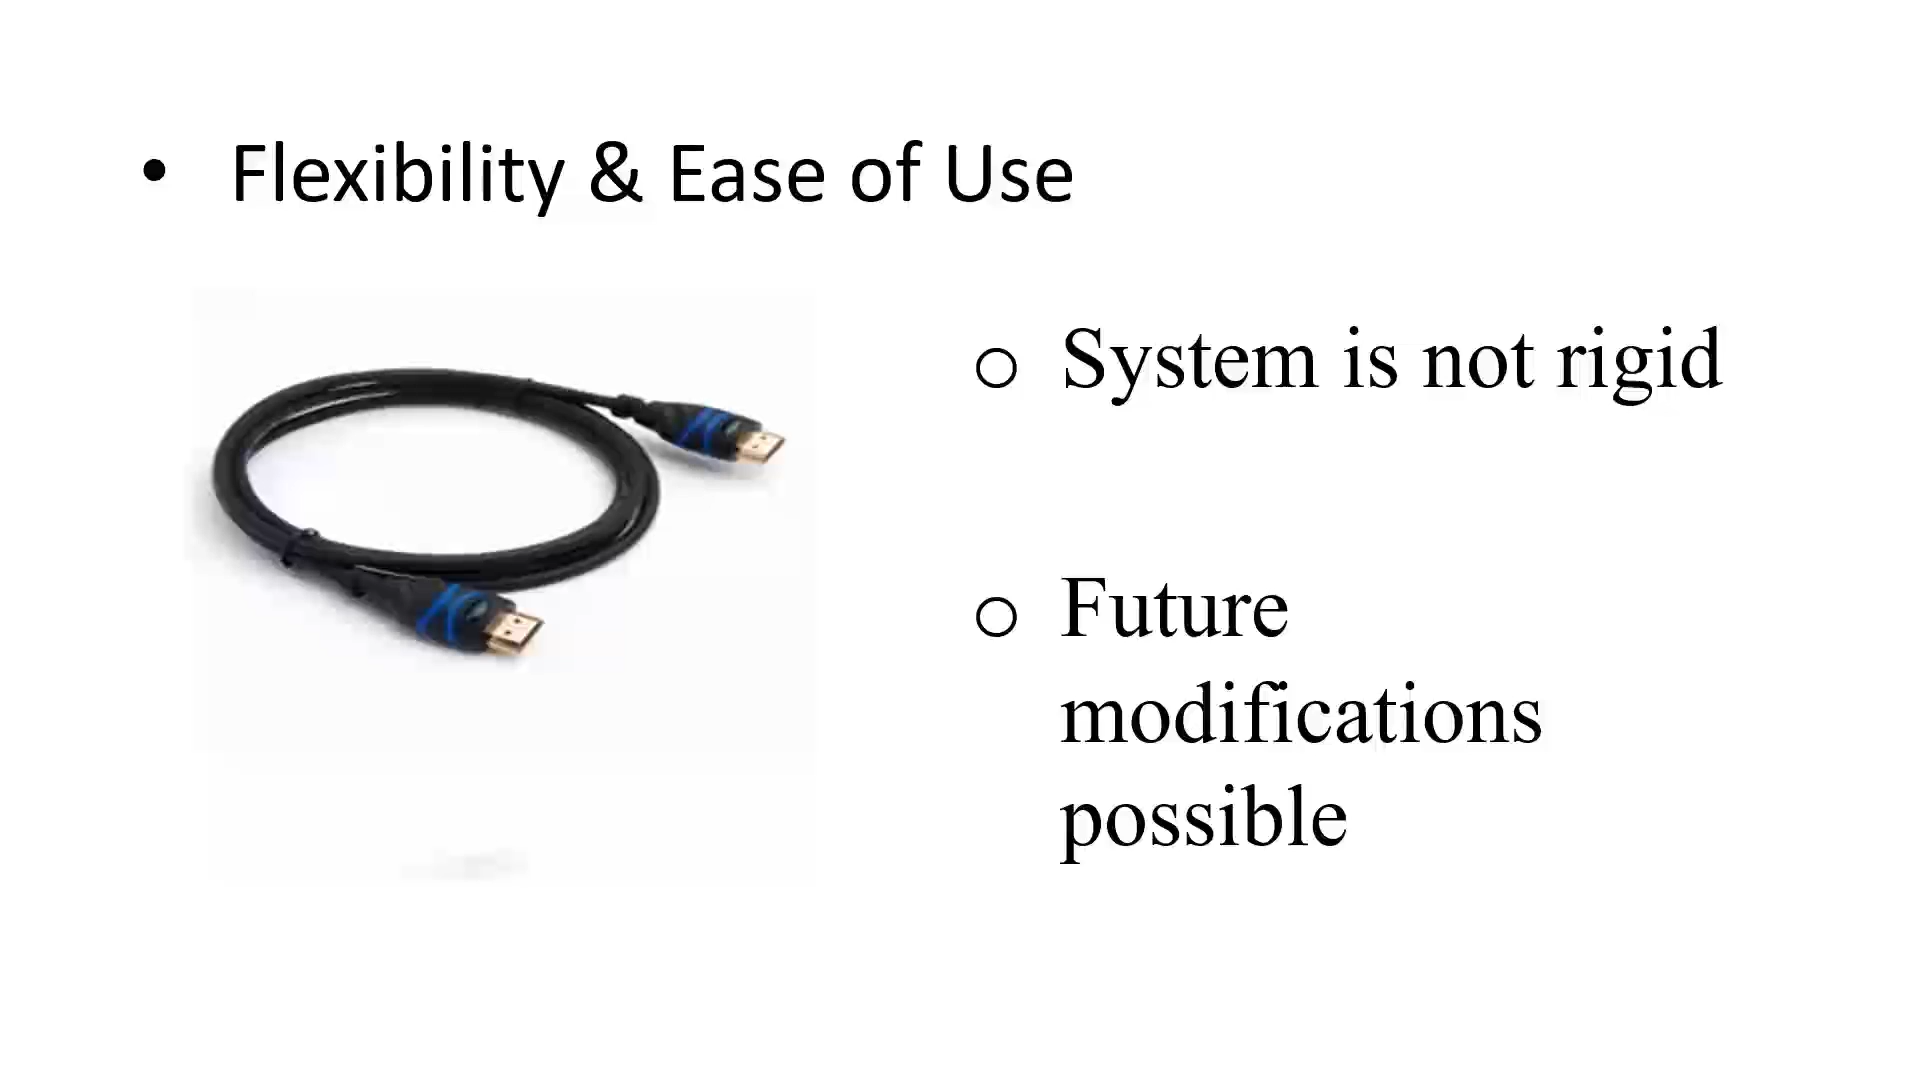 • Flexibility & Ease of Use
o System is not rigid
o Future
modifications
possible